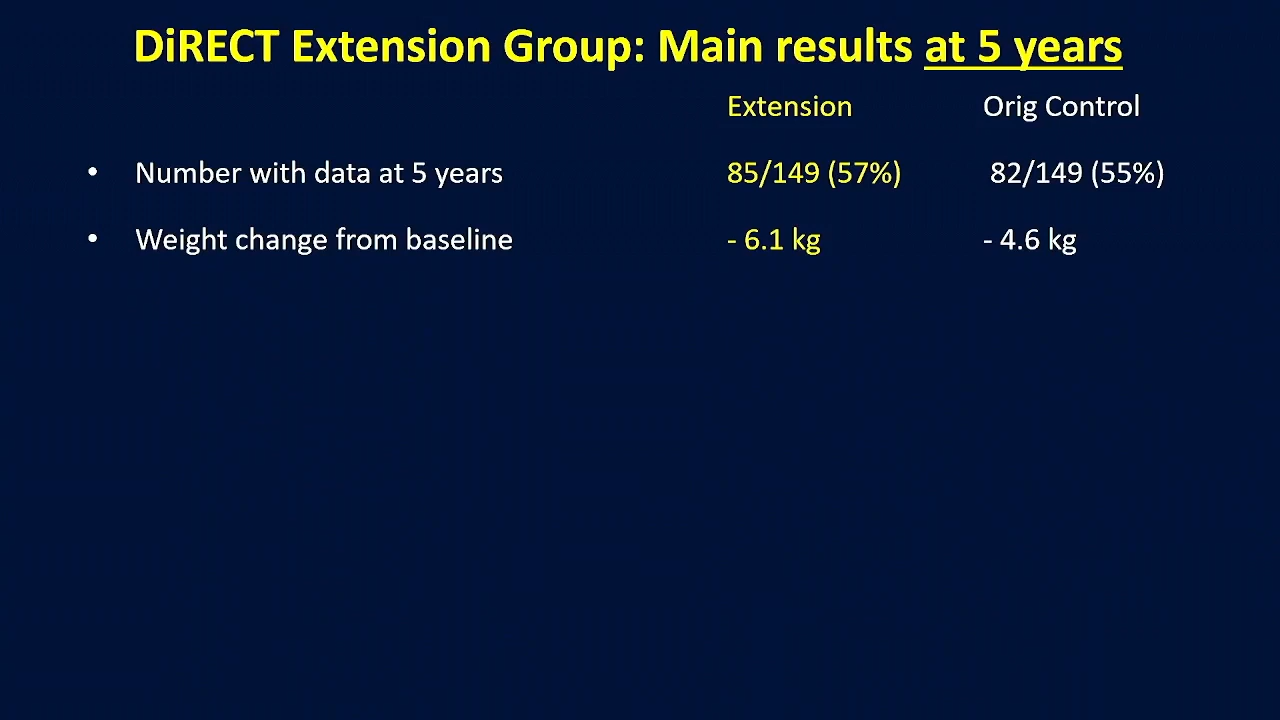 DiRECT Extension Group: Main results at 5 years
Extension Orig Control
• Number with data at 5 years 85/149 (57%) 82/149 (55%)
• Weight change from baseline - 6.1 kg - 4.6 kg